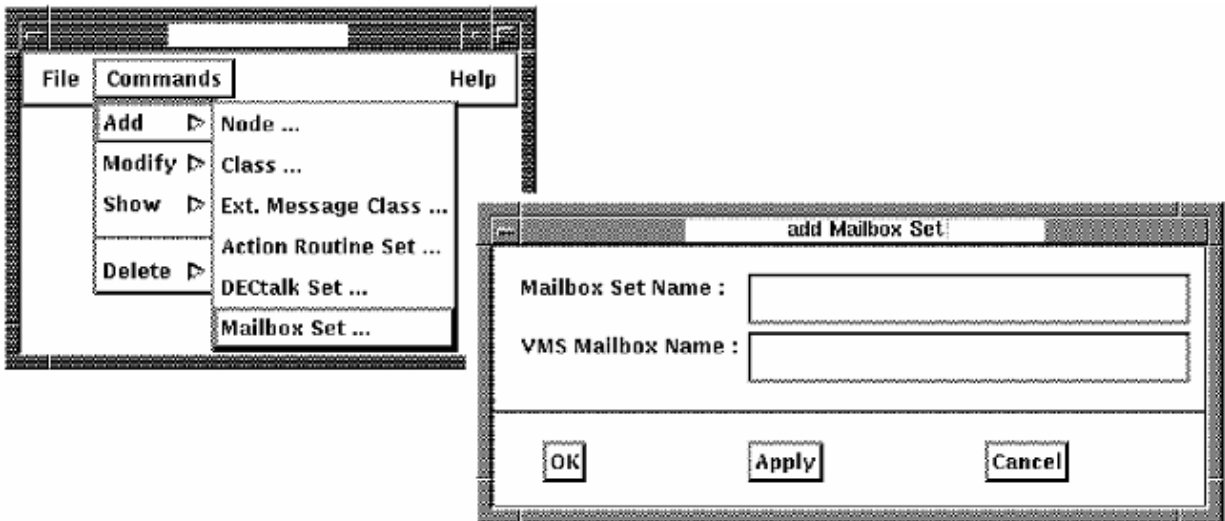 File Commands Help
Add
Modify
Show
Delete
Node ...
Class ...
Ext. Message Class ...
Action Routine Set ...
DECtalk Set ...
Mailbox Set ...
add Mailbox Set
Mailbox Set Name :
VMS Mailbox Name :
OK Apply Cancel